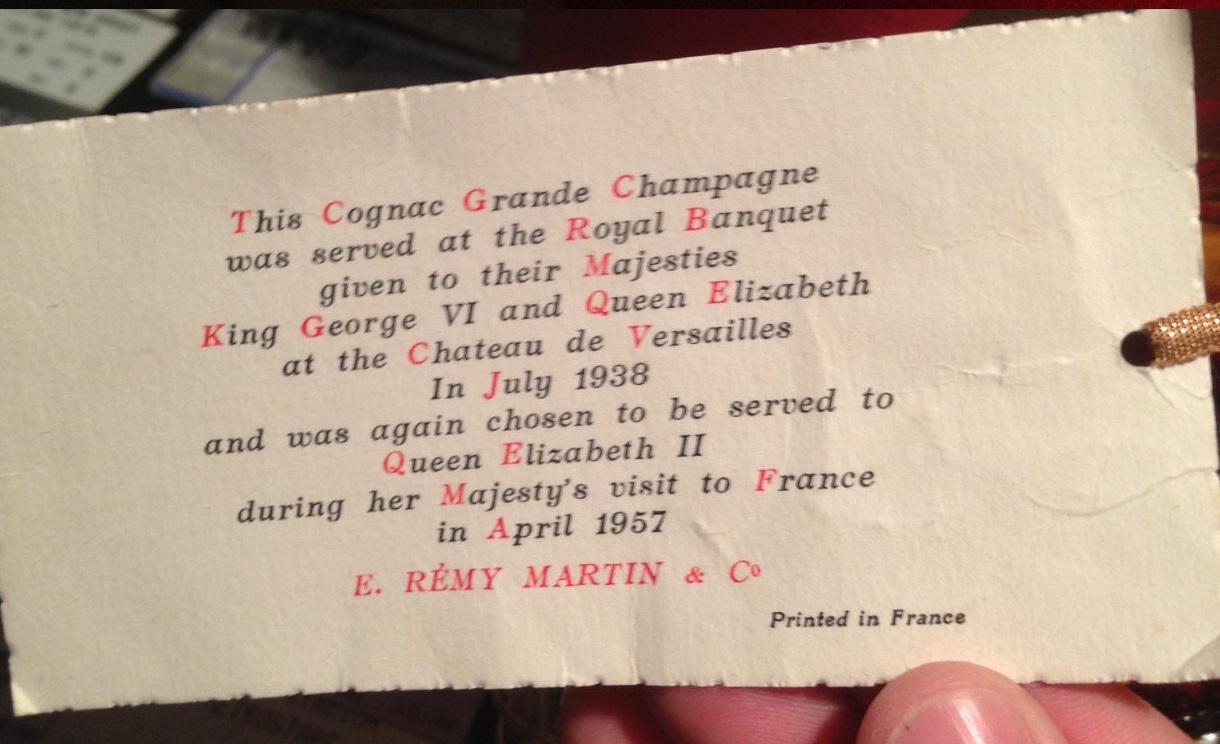 This Cognac Grande Champagne
was served at the Royal Banquet
given to their Majesties
King George VI and Queen Elizabeth
at the Chateau de Versailles
In July 1938
and was again chosen to be served to
Queen Elizabeth II
during her Majesty's visit to France
in April 1957
E. RÉMY MARTIN & Cº
Printed in France